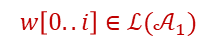 w[0..i] ∈ ℒ(𝒜₁)